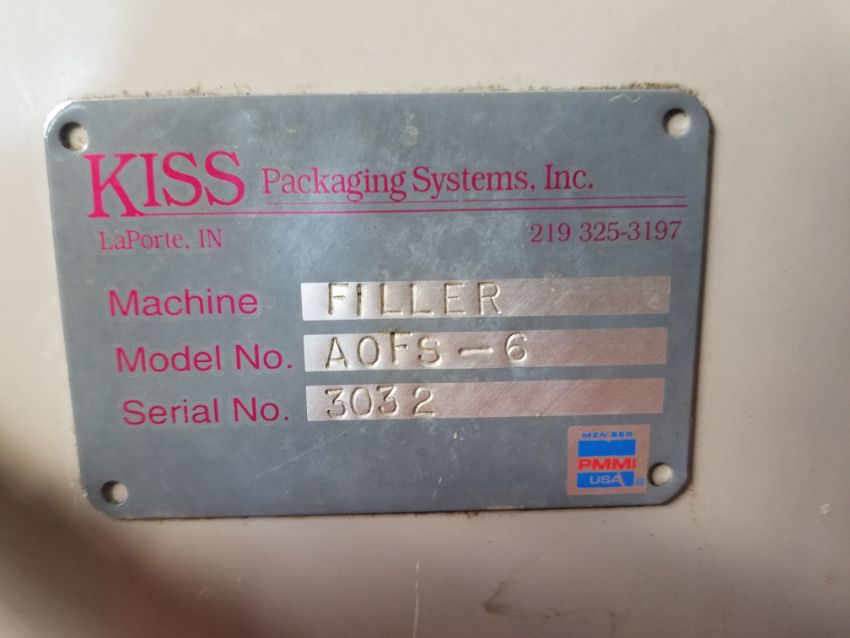 KISS Packaging Systems, Inc.
LaPorte, IN 219 325-3197
Machine FILLER
Model No. AOFS-6
Serial No. 3032
MEMBER
PMMI
USA ®